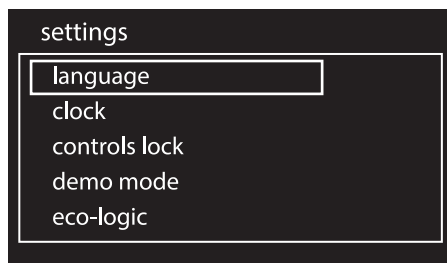 settings
language
clock
controls lock
demo mode
eco-logic